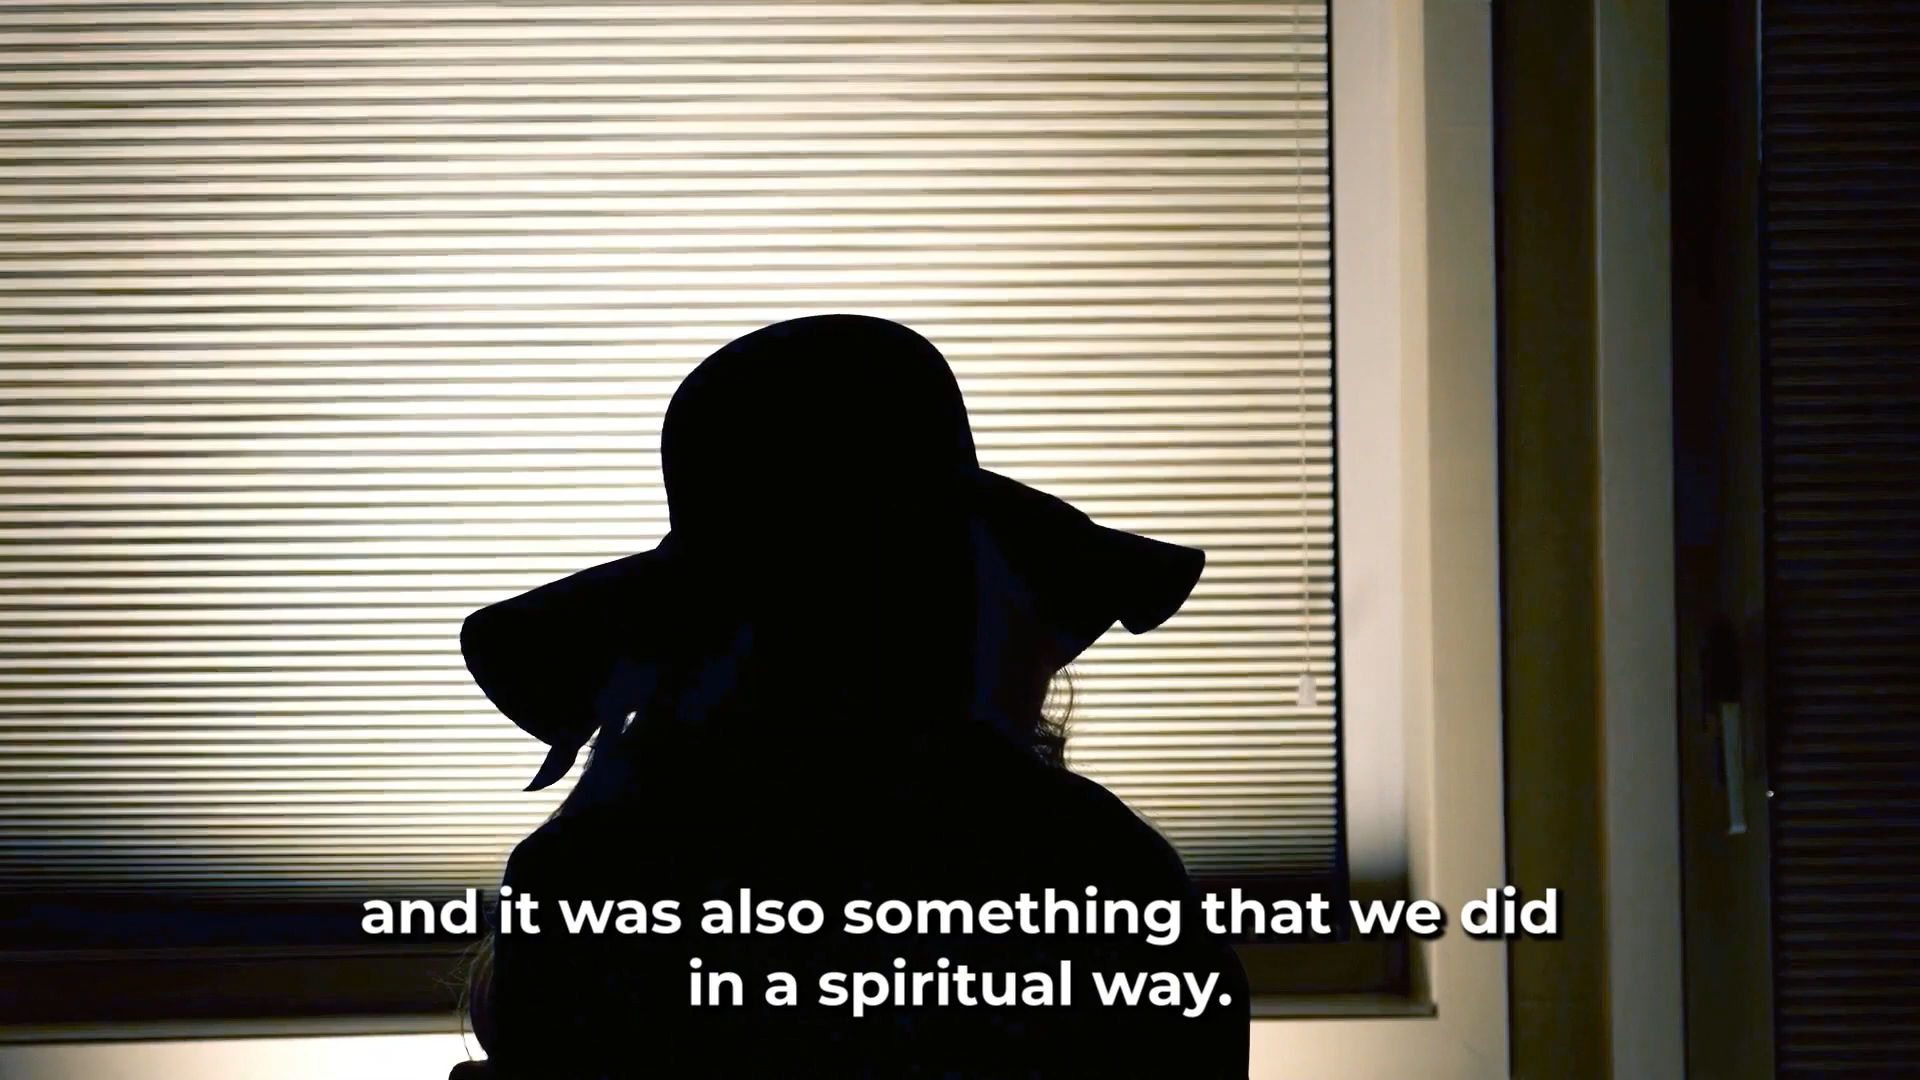 and it was also something that we did
in a spiritual way.